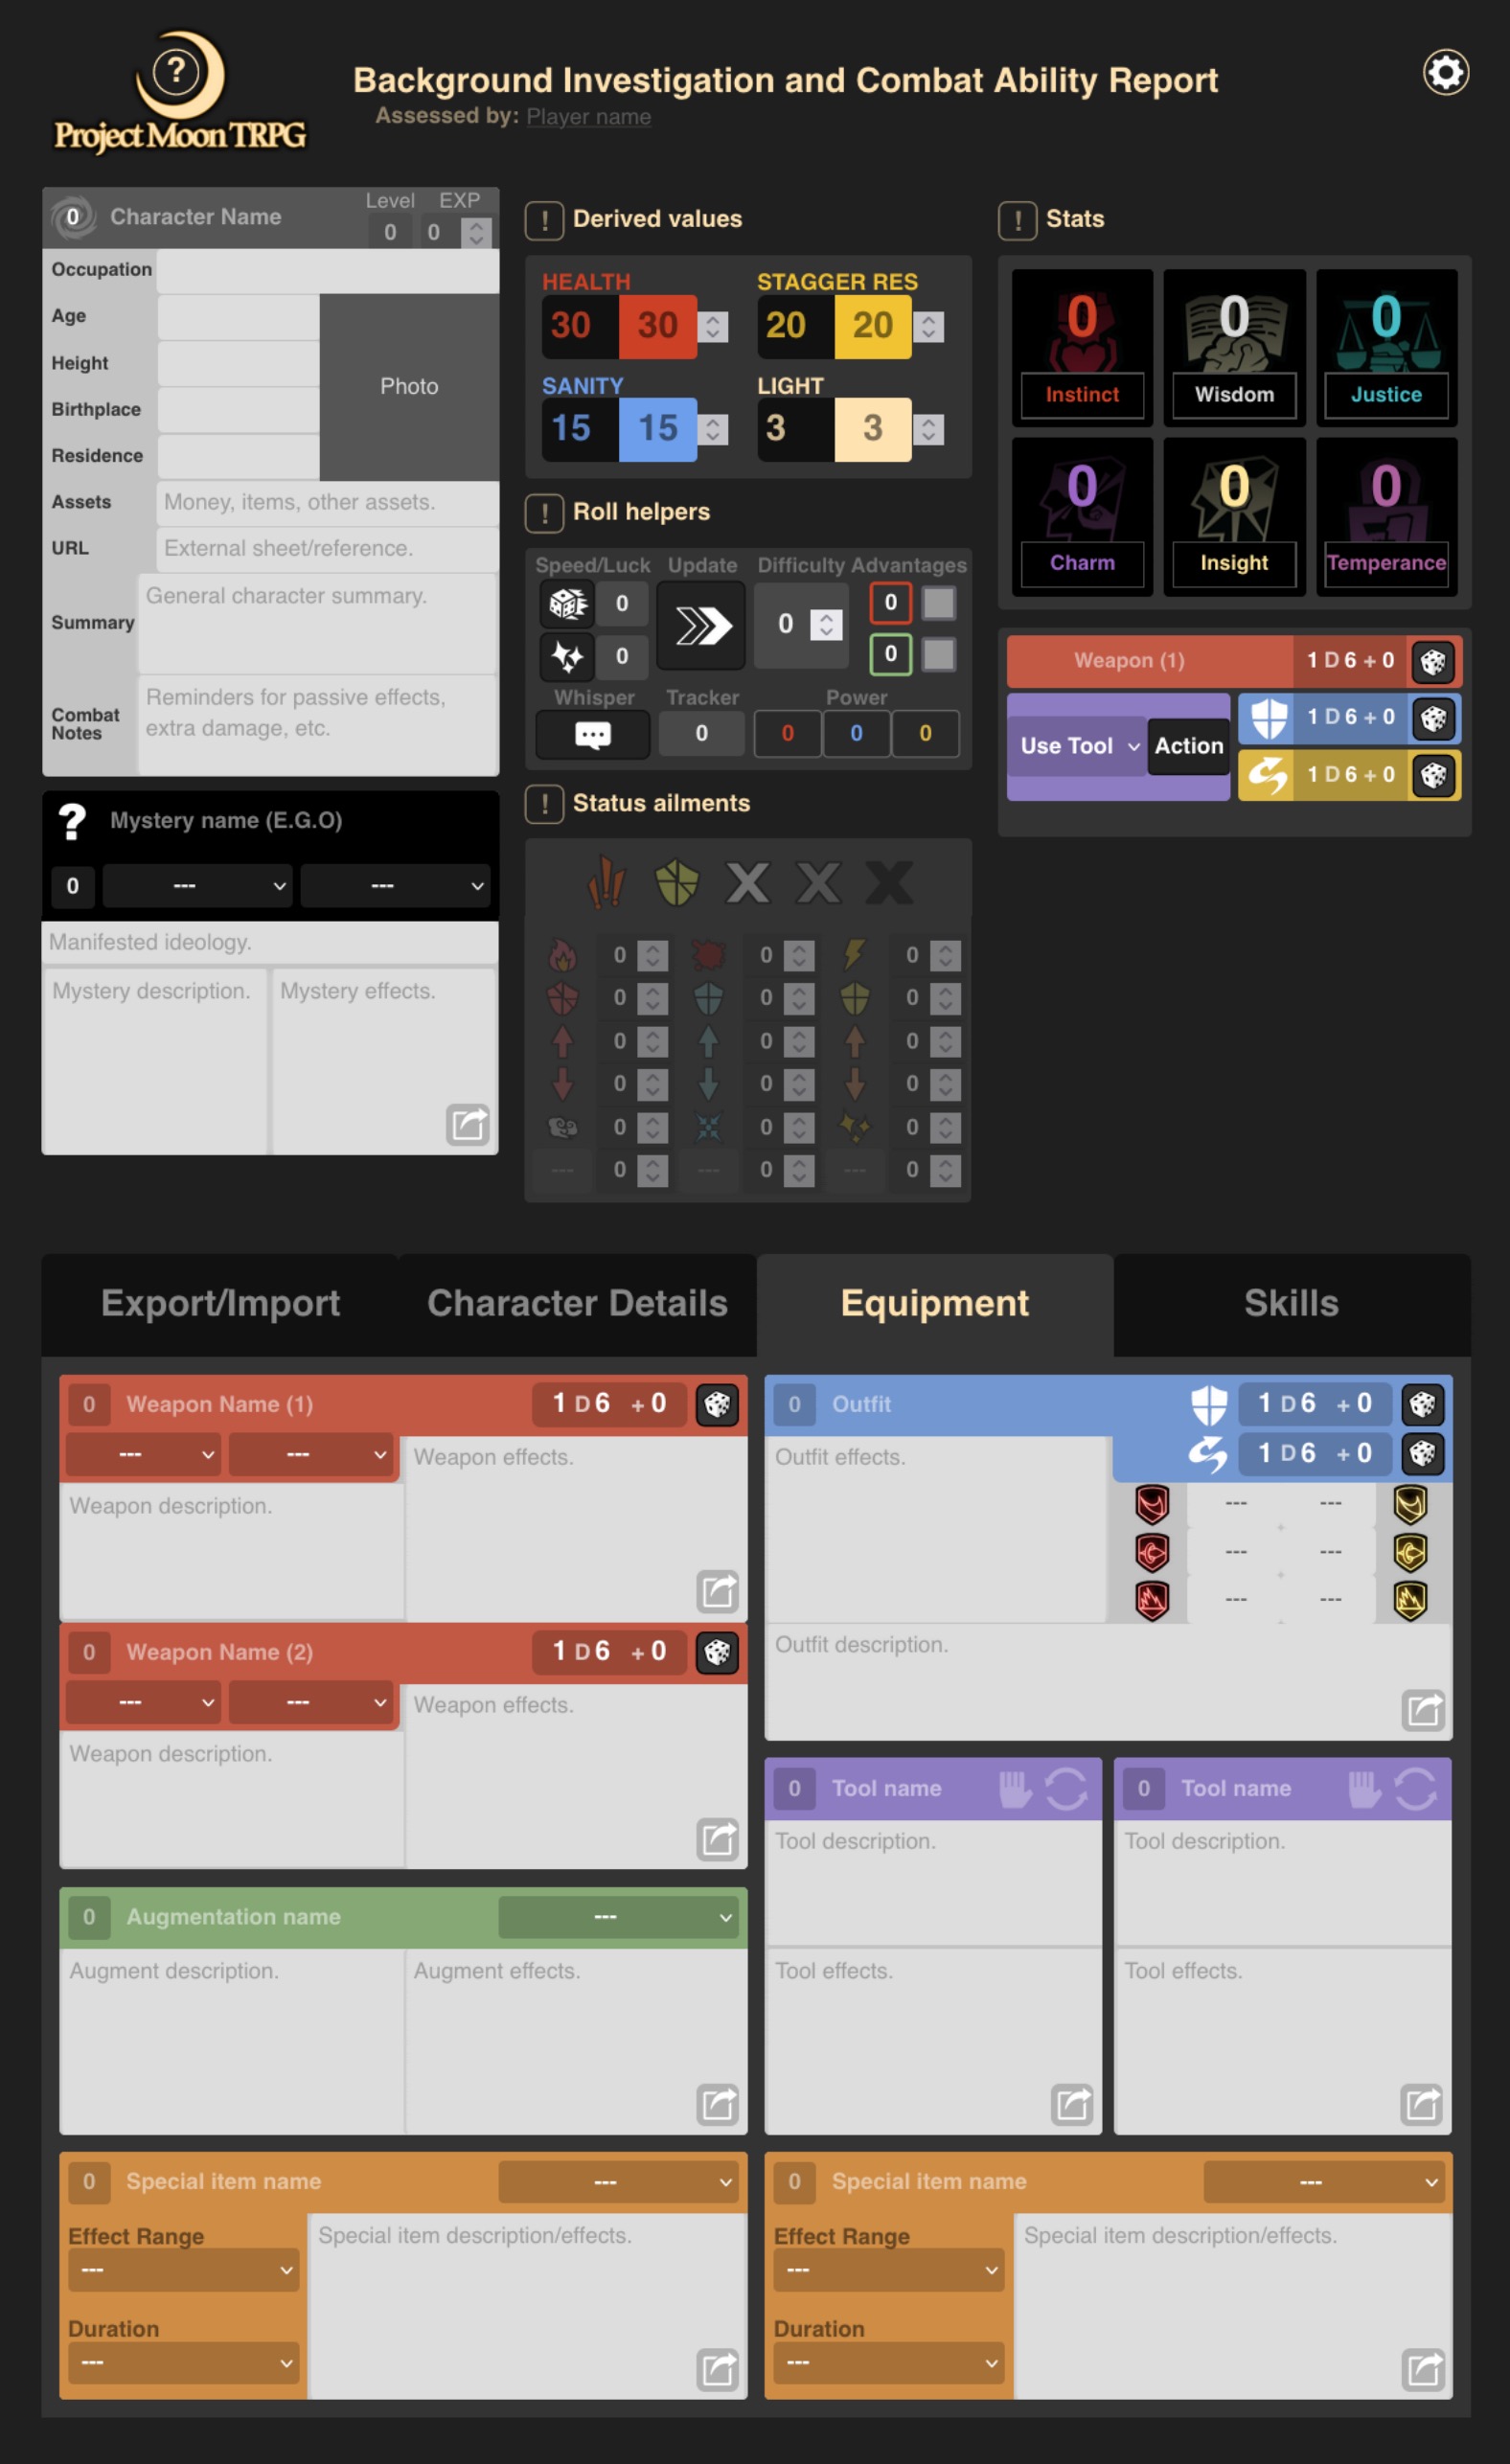 ?
Project Moon TRPG
Background Investigation and Combat Ability Report
Assessed by: Player name
0 Character Name
Level EXP
0 0
Occupation
Age
Height
Birthplace
Residence
Photo
Assets Money, items, other assets.
URL External sheet/reference.
Summary General character summary.
Combat Notes Reminders for passive effects,
extra damage, etc.
? Mystery name (E.G.O)
0 --- ---
Manifested ideology.
Mystery description. Mystery effects.
! Derived values
HEALTH STAGGER RES
30 30 20 20
SANITY LIGHT
15 15 3 3
! Roll helpers
Speed/Luck Update Difficulty Advantages
0 0 0
0 0
Whisper Tracker Power
0 0 0 0
! Status ailments
0 0 0
0 0 0
0 0 0
0 0 0
0 0 0
--- 0 --- 0 --- 0
! Stats
0 0 0
Instinct Wisdom Justice
0 0 0
Charm Insight Temperance
Weapon (1) 1 D 6 + 0
Use Tool Action
1 D 6 + 0
1 D 6 + 0
Export/Import Character Details Equipment Skills
0 Weapon Name (1) 1 D 6 + 0
--- --- Weapon effects.
Weapon description.
0 Weapon Name (2) 1 D 6 + 0
--- --- Weapon effects.
Weapon description.
0 Augmentation name ---
Augment description. Augment effects.
0 Special item name ---
Effect Range Special item description/effects.
---
Duration
---
0 Outfit 1 D 6 + 0
1 D 6 + 0
Outfit effects.
--- ---
--- ---
--- ---
Outfit description.
0 Tool name
Tool description.
Tool effects.
0 Tool name
Tool description.
Tool effects.
0 Special item name ---
Effect Range Special item description/effects.
---
Duration
---